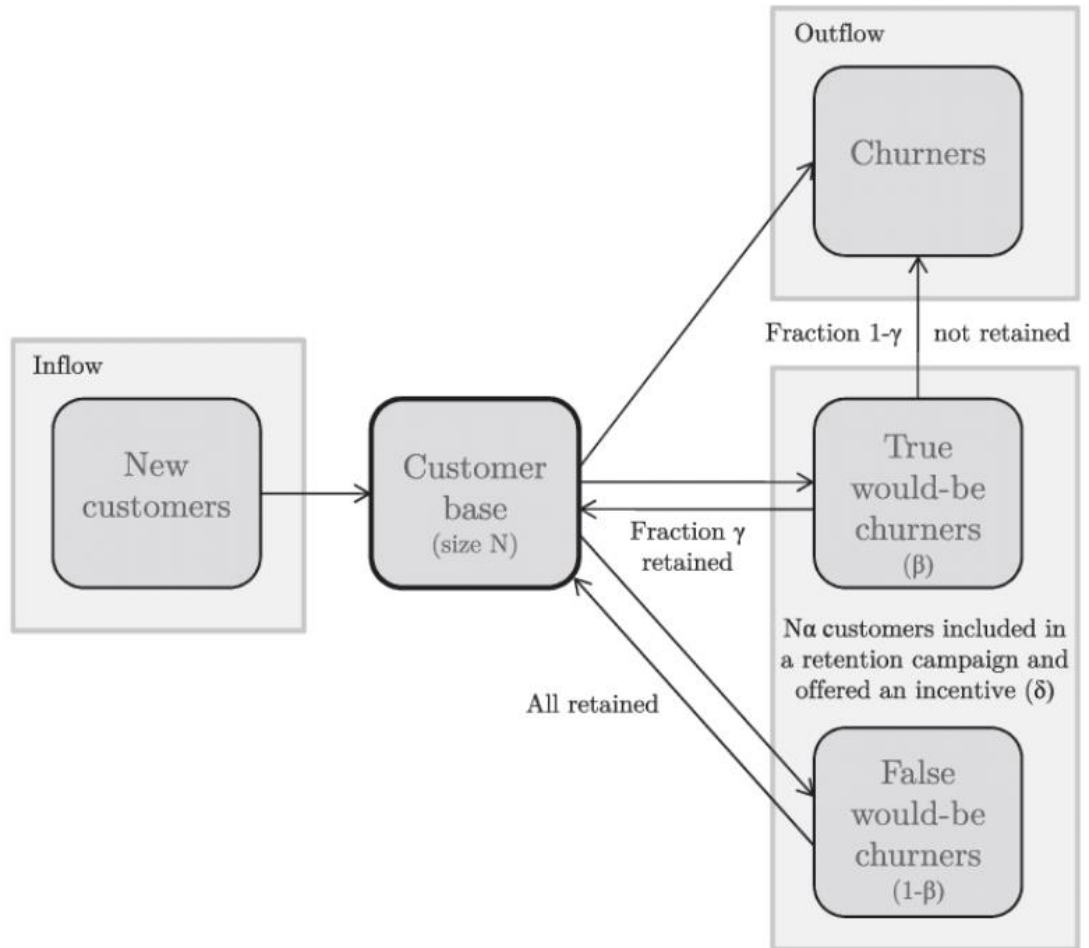 Outflow
Churners
Fraction 1-γ not retained
Inflow
New
customers
Customer
base
(size N)
True
would-be
churners
(β)
Fraction γ
retained
Nα customers included in
a retention campaign and
offered an incentive (δ)
All retained
False
would-be
churners
(1-β)